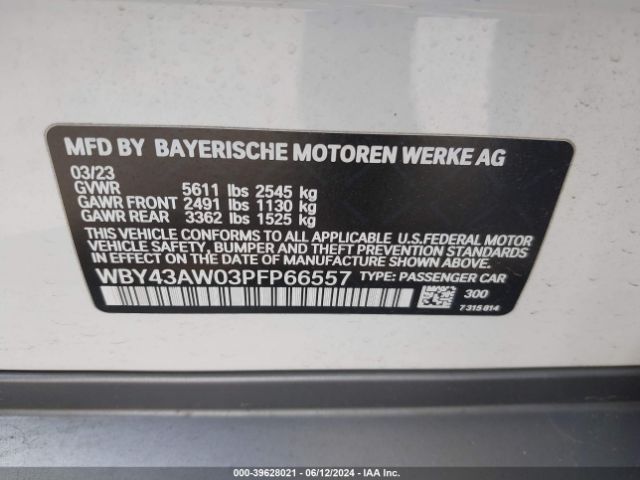 MFD BY BAYERISCHE MOTOREN WERKE AG
03/23
GVWR 5611 lbs 2545 kg
GAWR FRONT 2491 lbs 1130 kg
GAWR REAR 3362 lbs 1525 kg
THIS VEHICLE CONFORMS TO ALL APPLICABLE U.S.FEDERAL MOTOR
VEHICLE SAFETY, BUMPER AND THEFT PREVENTION STANDARDS
IN EFFECT ON THE DATE OF MANUFACTURE SHOWN ABOVE.
WBY43AW03PFP66557 TYPE: PASSENGER CAR
300
7 315 814
000-39628021 - 06/12/2024 - IAAI.COM